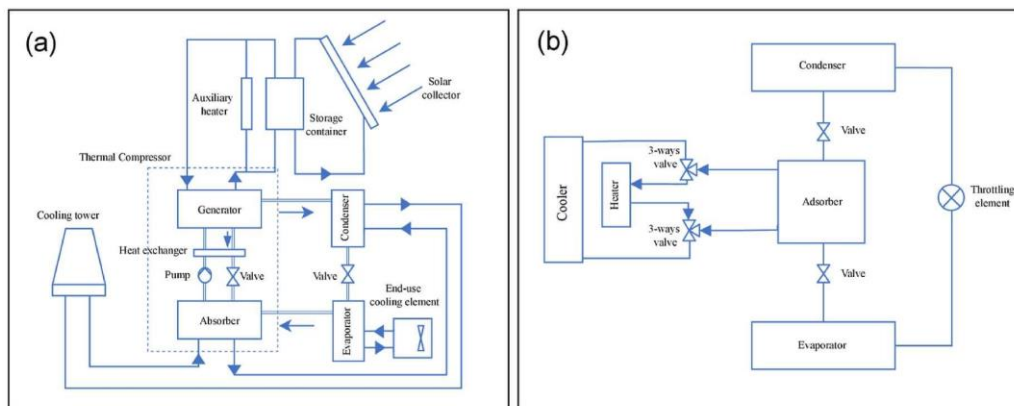 (a)
Auxiliary
heater
Storage
container
Solar
collector
Thermal Compressor
Cooling tower
Generator
Condenser
Heat exchanger
Pump
Valve
Valve
End-use
cooling element
Absorber
Evaporator
(b)
Condenser
Valve
3-ways
valve
Cooler
Heater
Adsorber
Throttling
element
3-ways
valve
Valve
Evaporator